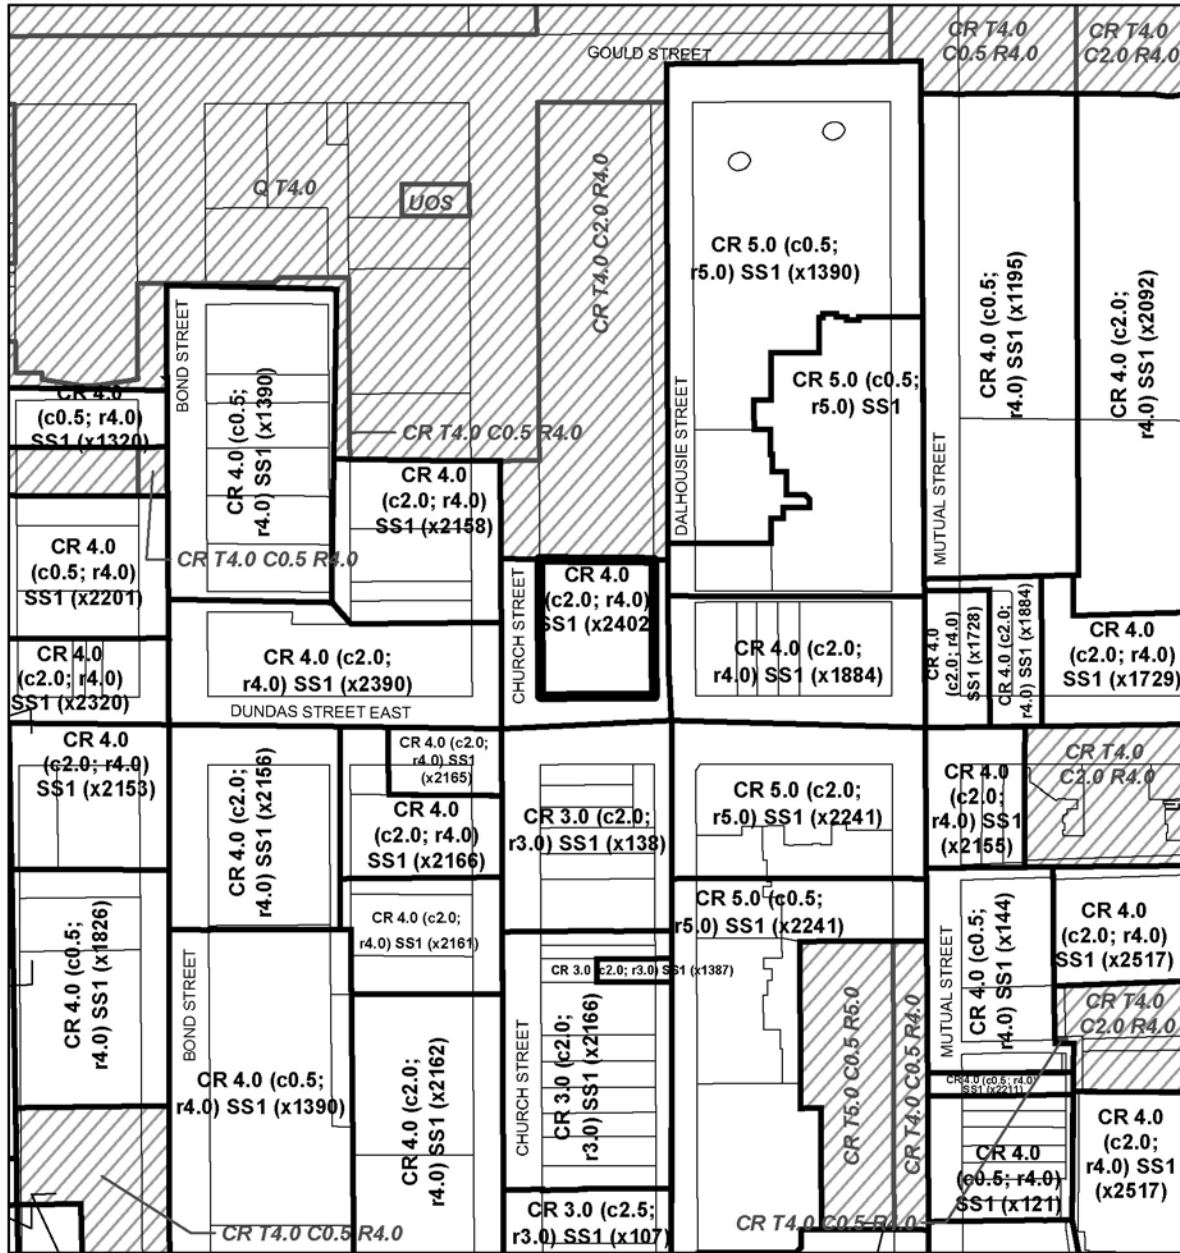 GOULD STREET
CR T4.0
C0.5 R4.0
CR T4.0
C2.0 R4.0
Q T4.0
UOS
CR T4.0 C2.0 R4.0
CR 5.0 (c0.5;
r5.0) SS1 (x1390)
CR 4.0 (c0.5;
r4.0) SS1 (x1195)
CR 4.0 (c2.0;
r4.0) SS1 (x2092)
BOND STREET
CR 4.0 (c0.5;
r4.0) SS1 (x1390)
CR 4.0
(c0.5; r4.0)
SS1 (x1320)
CR T4.0 C0.5 R4.0
DALHOUSIE STREET
CR 5.0 (c0.5;
r5.0) SS1
MUTUAL STREET
CR 4.0
(c2.0; r4.0)
SS1 (x2158)
CR 4.0
(c0.5; r4.0)
SS1 (x2201)
CR T4.0 C0.5 R4.0
CHURCH STREET
CR 4.0
(c2.0; r4.0)
SS1 (x2402)
CR 4.0
(c2.0; r4.0)
SS1 (x2320)
CR 4.0 (c2.0;
r4.0) SS1 (x2390)
DUNDAS STREET EAST
CR 4.0 (c2.0;
r4.0) SS1 (x1884)
CR 4.0
(c2.0; r4.0)
SS1 (x1728)
CR 4.0 (c2.0;
r4.0) SS1 (x1884)
CR 4.0
(c2.0; r4.0)
SS1 (x1729)
CR 4.0
(c2.0; r4.0)
SS1 (x2153)
CR 4.0 (c2.0;
r4.0) SS1 (x2156)
CR 4.0 (c2.0;
r4.0) SS1
(x2165)
CR 4.0
(c2.0; r4.0)
SS1 (x2166)
CR 3.0 (c2.0;
r3.0) SS1 (x138)
CR 5.0 (c2.0;
r5.0) SS1 (x2241)
CR 4.0
(c2.0;
r4.0) SS1
(x2155)
CR T4.0
C2.0 R4.0
CR 4.0 (c0.5;
r4.0) SS1 (x1826)
CR 4.0 (c2.0;
r4.0) SS1 (x2161)
CR 5.0 (c0.5;
r5.0) SS1 (x2241)
CR 4.0 (c0.5;
r4.0) SS1 (x144)
CR 4.0
(c2.0; r4.0)
SS1 (x2517)
BOND STREET
CR 3.0 (c2.0; r3.0) SS1 (x1387)
MUTUAL STREET
CR T4.0
C2.0 R4.0
CR 4.0 (c0.5;
r4.0) SS1 (x1390)
CR 4.0 (c2.0;
r4.0) SS1 (x2162)
CHURCH STREET
CR 3.0 (c2.0;
r3.0) SS1 (x2166)
CR T5.0 C0.5 R5.0
CR T4.0 C0.5 R4.0
CR 4.0 (c0.5; r4.0)
SS1 (x2211)
CR 4.0
(c0.5; r4.0)
SS1 (x121)
CR 4.0
(c2.0;
r4.0) SS1
(x2517)
CR T4.0 C0.5 R4.0
CR 3.0 (c2.5;
r3.0) SS1 (x107)
CR T4.0 C0.5 R4.0